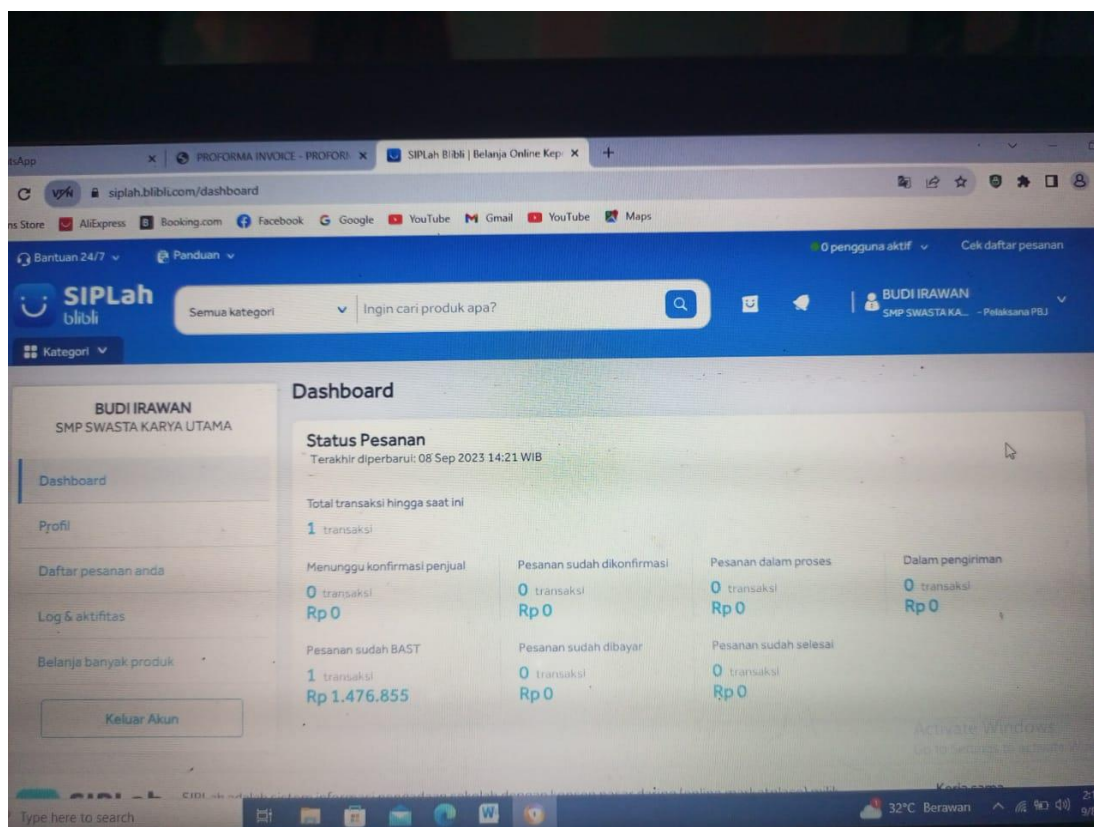 PROFORMA INVOICE - PROFOR
SIPLah Blibli | Belanja Online Kep
VPN siplah.blibli.com/dashboard
ns Store AliExpress Booking.com Facebook Google YouTube Gmail YouTube Maps
Bantuan 24/7 Panduan 0 pengguna aktif Cek daftar pesanan
SIPLah
blibli
Semua kategori Ingin cari produk apa?
BUDI IRAWAN
SMP SWASTA KA... - Pelaksana PBJ
Kategori
BUDI IRAWAN
SMP SWASTA KARYA UTAMA
Dashboard
Profil
Daftar pesanan anda
Log & aktifitas
Belanja banyak produk
Keluar Akun
Dashboard
Status Pesanan
Terakhir diperbarui: 08 Sep 2023 14:21 WIB
Total transaksi hingga saat ini
1 transaksi
Menunggu konfirmasi penjual Pesanan sudah dikonfirmasi Pesanan dalam proses Dalam pengiriman
0 transaksi 0 transaksi 0 transaksi 0 transaksi
Rp 0 Rp 0 Rp 0 Rp 0
Pesanan sudah BAST Pesanan sudah dibayar Pesanan sudah selesai
1 transaksi 0 transaksi 0 transaksi
Rp 1.476.855 Rp 0 Rp 0
Activate Windows
Type here to search 32°C Berawan